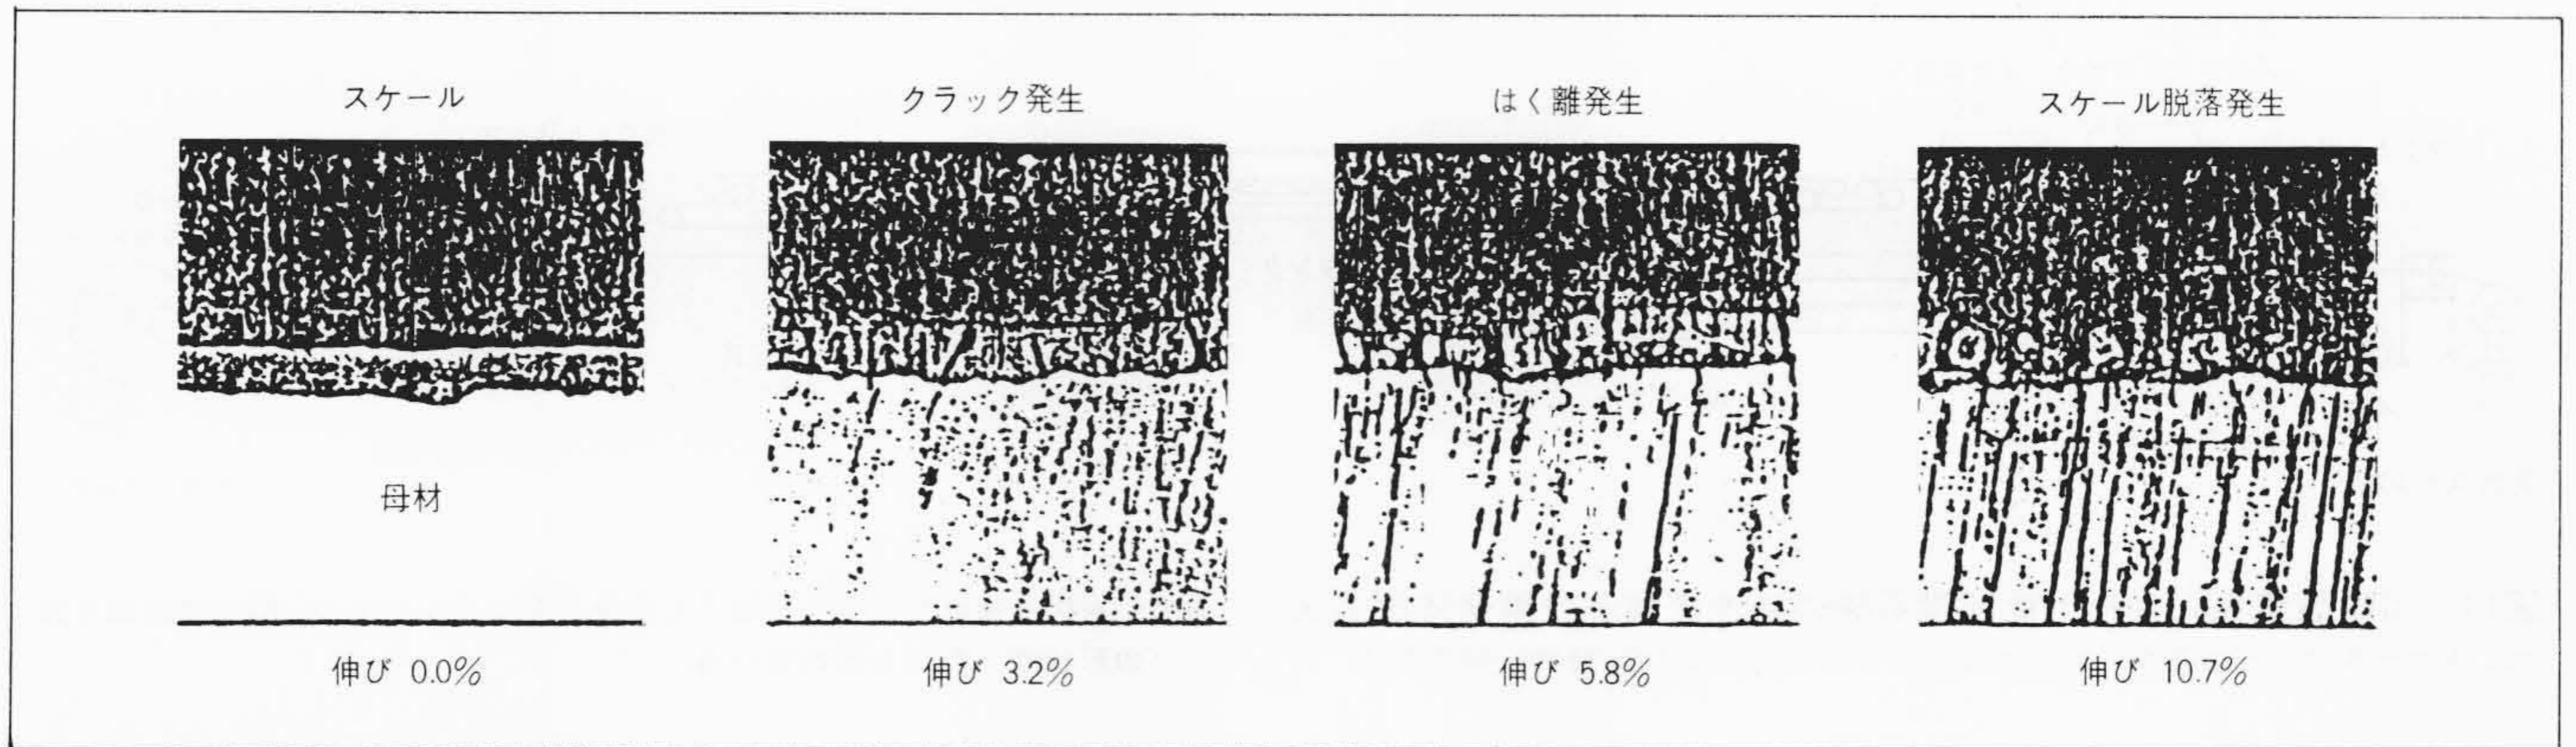 スケール
クラック発生
はく離発生
スケール脱落発生
母材
伸び 0.0%
伸び 3.2%
伸び 5.8%
伸び 10.7%